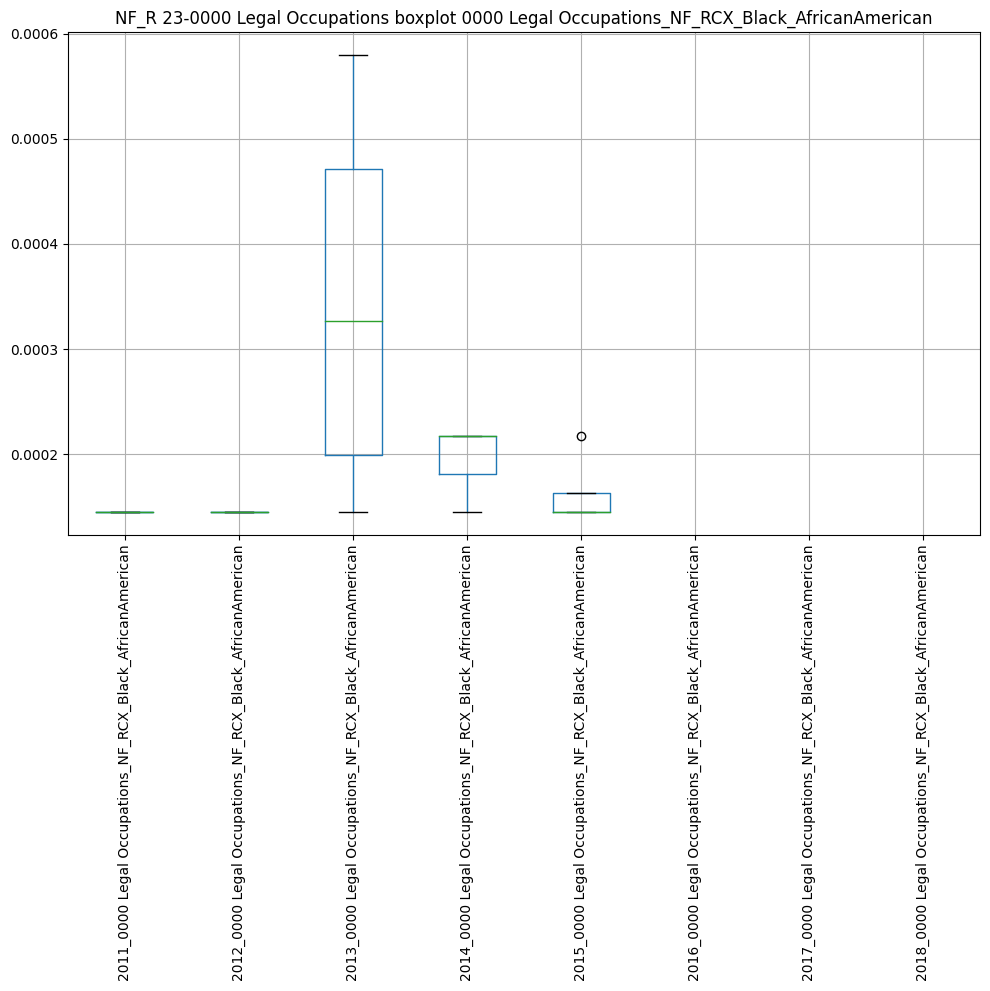 NF_R 23-0000 Legal Occupations boxplot 0000 Legal Occupations_NF_RCX_Black_AfricanAmerican
0.0006
0.0005
0.0004
0.0003
0.0002
2011_0000 Legal Occupations_NF_RCX_Black_AfricanAmerican
2012_0000 Legal Occupations_NF_RCX_Black_AfricanAmerican
2013_0000 Legal Occupations_NF_RCX_Black_AfricanAmerican
2014_0000 Legal Occupations_NF_RCX_Black_AfricanAmerican
2015_0000 Legal Occupations_NF_RCX_Black_AfricanAmerican
2016_0000 Legal Occupations_NF_RCX_Black_AfricanAmerican
2017_0000 Legal Occupations_NF_RCX_Black_AfricanAmerican
2018_0000 Legal Occupations_NF_RCX_Black_AfricanAmerican